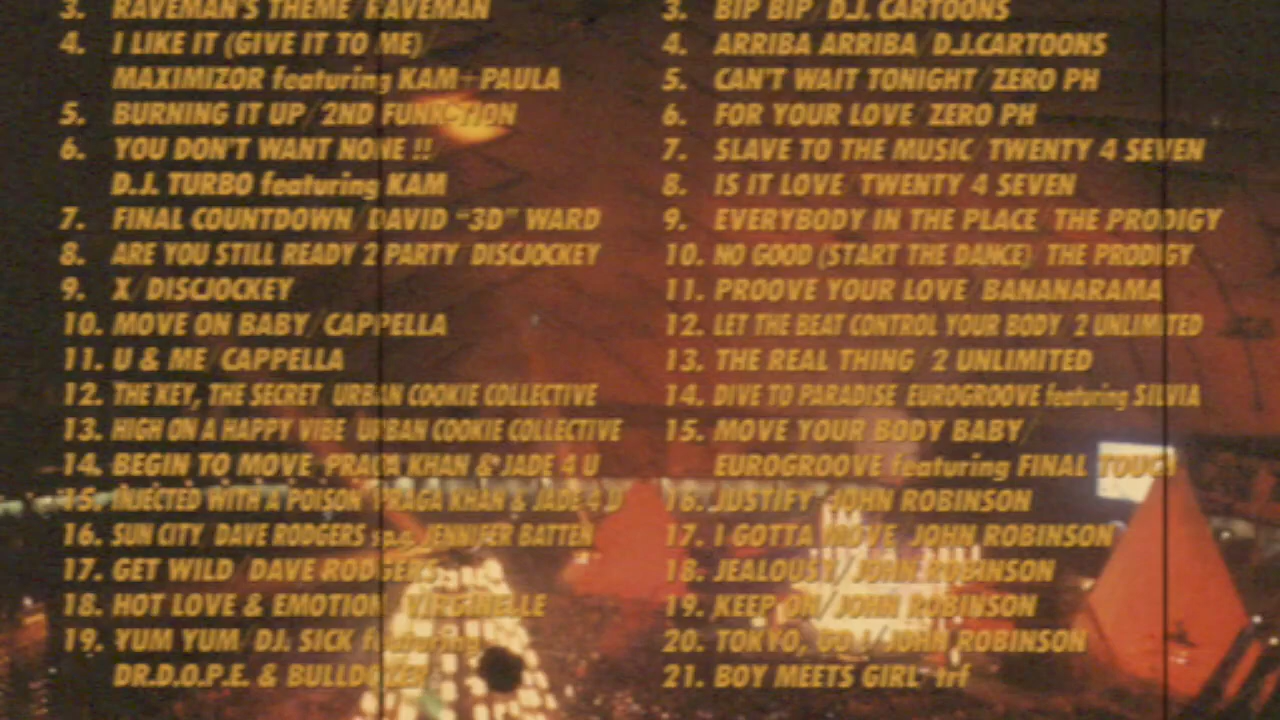 3. RAVEMAN'S THEME/RAVEMAN
4. I LIKE IT (GIVE IT TO ME)/
MAXIMIZOR featuring KAM+PAULA
5. BURNING IT UP/2ND FUNKTION
6. YOU DON'T WANT NONE !!/
D.J. TURBO featuring KAM
7. FINAL COUNTDOWN/DAVID "3D" WARD
8. ARE YOU STILL READY 2 PARTY/DISCJOCKEY
9. X/DISCJOCKEY
10. MOVE ON BABY/CAPPELLA
11. U & ME/CAPPELLA
12. THE KEY, THE SECRET/URBAN COOKIE COLLECTIVE
13. HIGH ON A HAPPY VIBE/URBAN COOKIE COLLECTIVE
14. BEGIN TO MOVE/PRAGA KHAN & JADE 4 U
15. INJECTED WITH A POISON/PRAGA KHAN & JADE 4 U
16. SUN CITY/DAVE RODGERS JENNIFER BATTEN
17. GET WILD/DAVE RODGERS
18. HOT LOVE & EMOTION/VIRGINELLE
19. YUM YUM/D.J. SICK featuring
DR.D.O.P.E. & BULLDOZER
3. BIP BIP/D.J. CARTOONS
4. ARRIBA ARRIBA/D.J.CARTOONS
5. CAN'T WAIT TONIGHT/ZERO PH
6. FOR YOUR LOVE/ZERO PH
7. SLAVE TO THE MUSIC/TWENTY 4 SEVEN
8. IS IT LOVE/TWENTY 4 SEVEN
9. EVERYBODY IN THE PLACE/THE PRODIGY
10. NO GOOD (START THE DANCE)/THE PRODIGY
11. PROOVE YOUR LOVE/BANANARAMA
12. LET THE BEAT CONTROL YOUR BODY/2 UNLIMITED
13. THE REAL THING/2 UNLIMITED
14. DIVE TO PARADISE/EUROGROOVE featuring SILVIA
15. MOVE YOUR BODY BABY/
EUROGROOVE featuring FINAL TOUCH
16. JUSTIFY/JOHN ROBINSON
17. I GOTTA MOVE/JOHN ROBINSON
18. JEALOUSY/JOHN ROBINSON
19. KEEP ON/JOHN ROBINSON
20. TOKYO, GO!/JOHN ROBINSON
21. BOY MEETS GIRL/trf